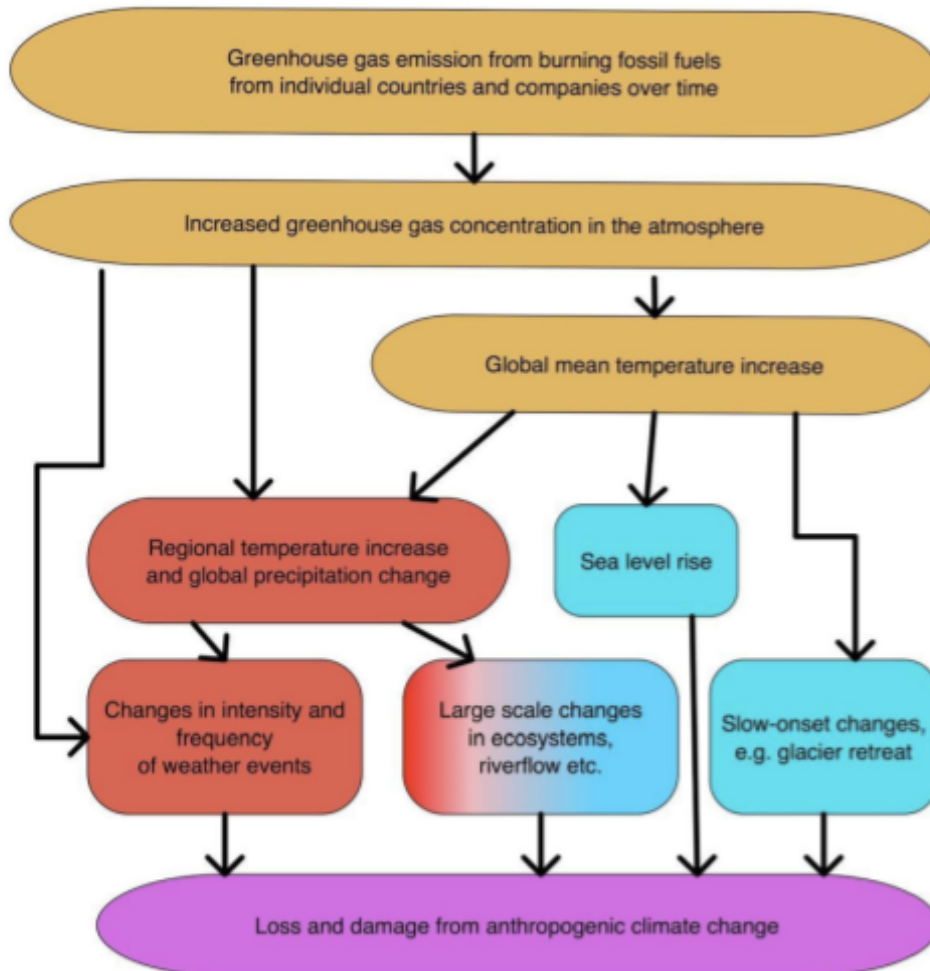 Greenhouse gas emission from burning fossil fuels
from individual countries and companies over time
Increased greenhouse gas concentration in the atmosphere
Global mean temperature increase
Regional temperature increase
and global precipitation change
Sea level rise
Changes in intensity and
frequency
of weather events
Large scale changes
in ecosystems,
riverflow etc.
Slow-onset changes,
e.g. glacier retreat
Loss and damage from anthropogenic climate change